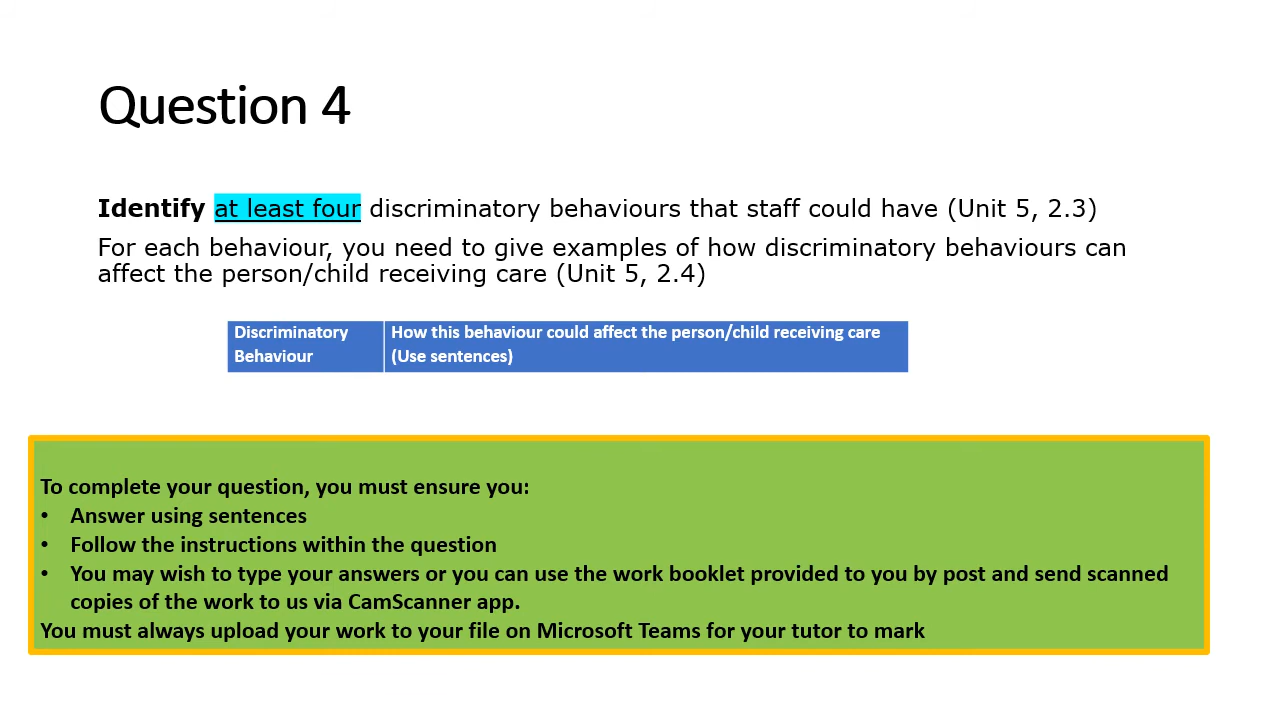 Question 4
Identify at least four discriminatory behaviours that staff could have (Unit 5, 2.3)
For each behaviour, you need to give examples of how discriminatory behaviours can
affect the person/child receiving care (Unit 5, 2.4)
Discriminatory
Behaviour
How this behaviour could affect the person/child receiving care
(Use sentences)
To complete your question, you must ensure you:
• Answer using sentences
• Follow the instructions within the question
• You may wish to type your answers or you can use the work booklet provided to you by post and send scanned
copies of the work to us via CamScanner app.
You must always upload your work to your file on Microsoft Teams for your tutor to mark